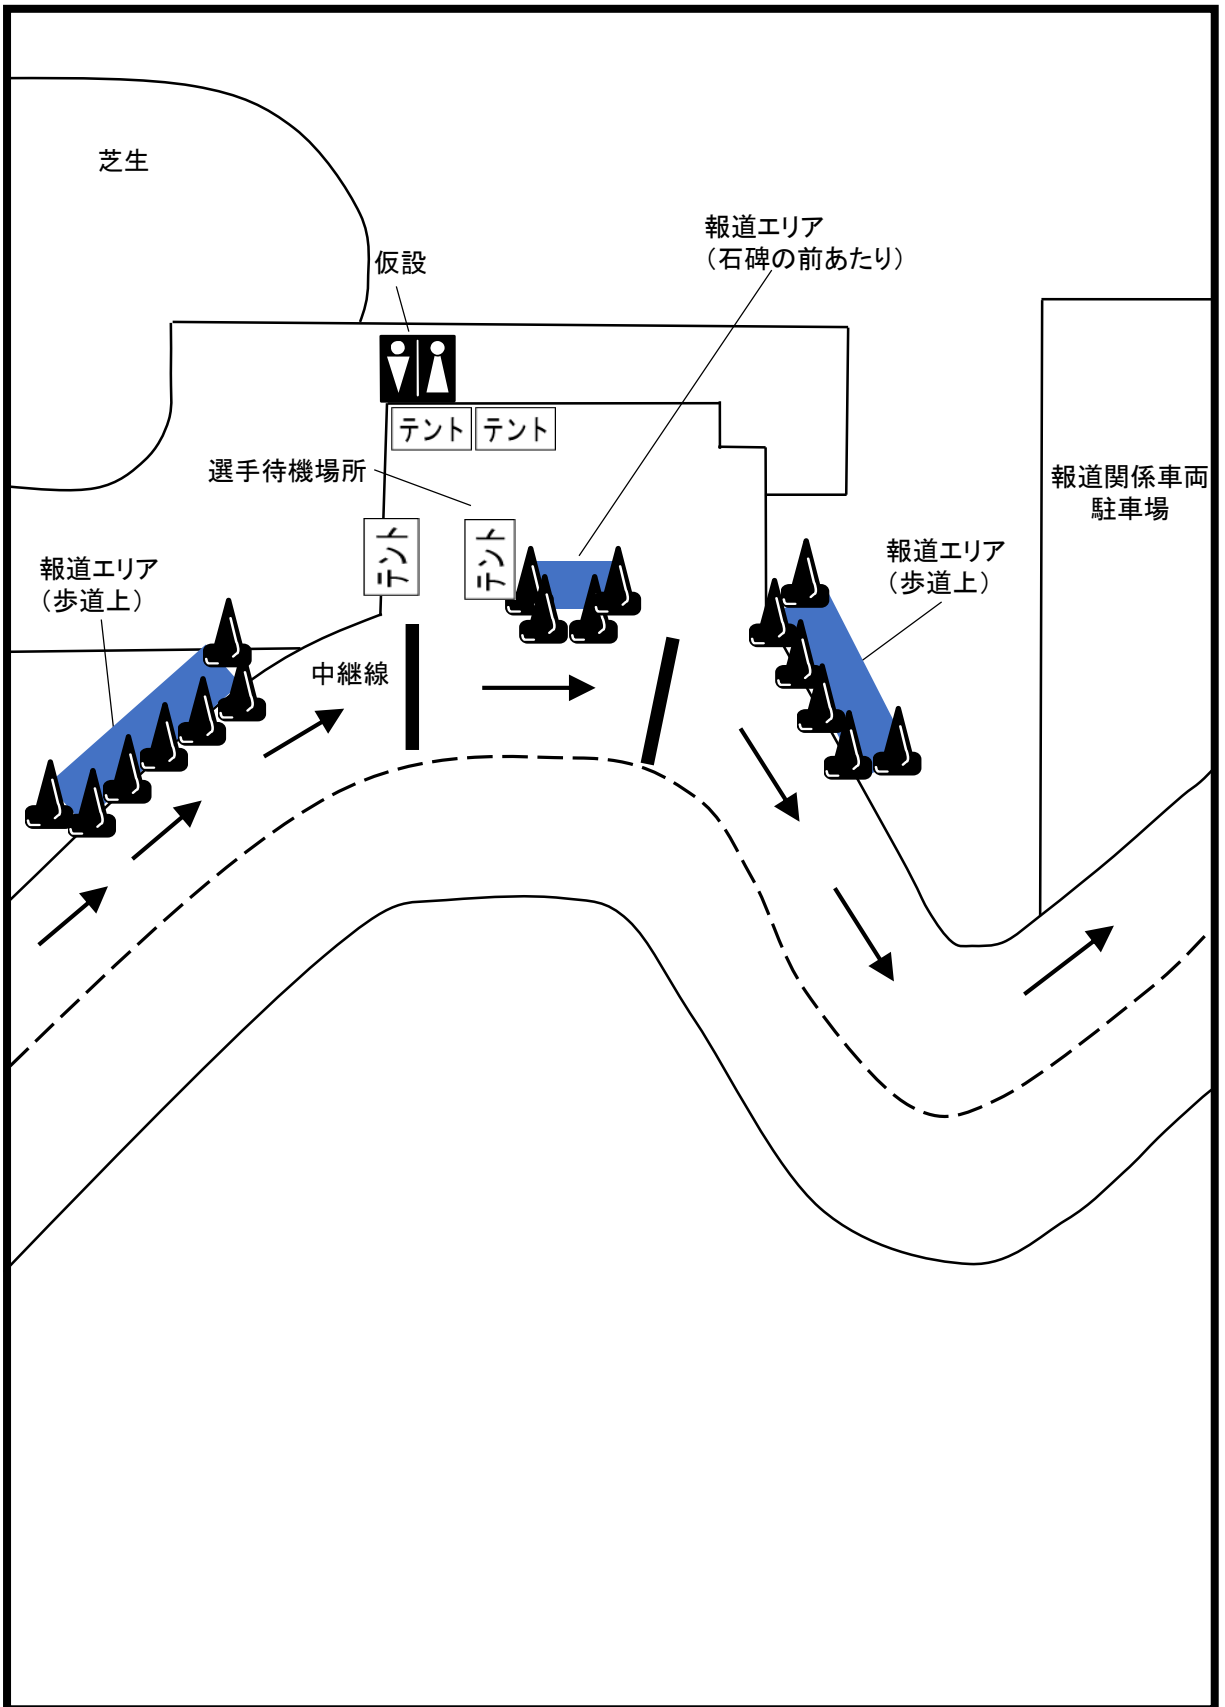 芝生
報道エリア
（石碑の前あたり）
仮設
テント
テント
選手待機場所
報道関係車両
駐車場
テント
テント
報道エリア
（歩道上）
報道エリア
（歩道上）
中継線